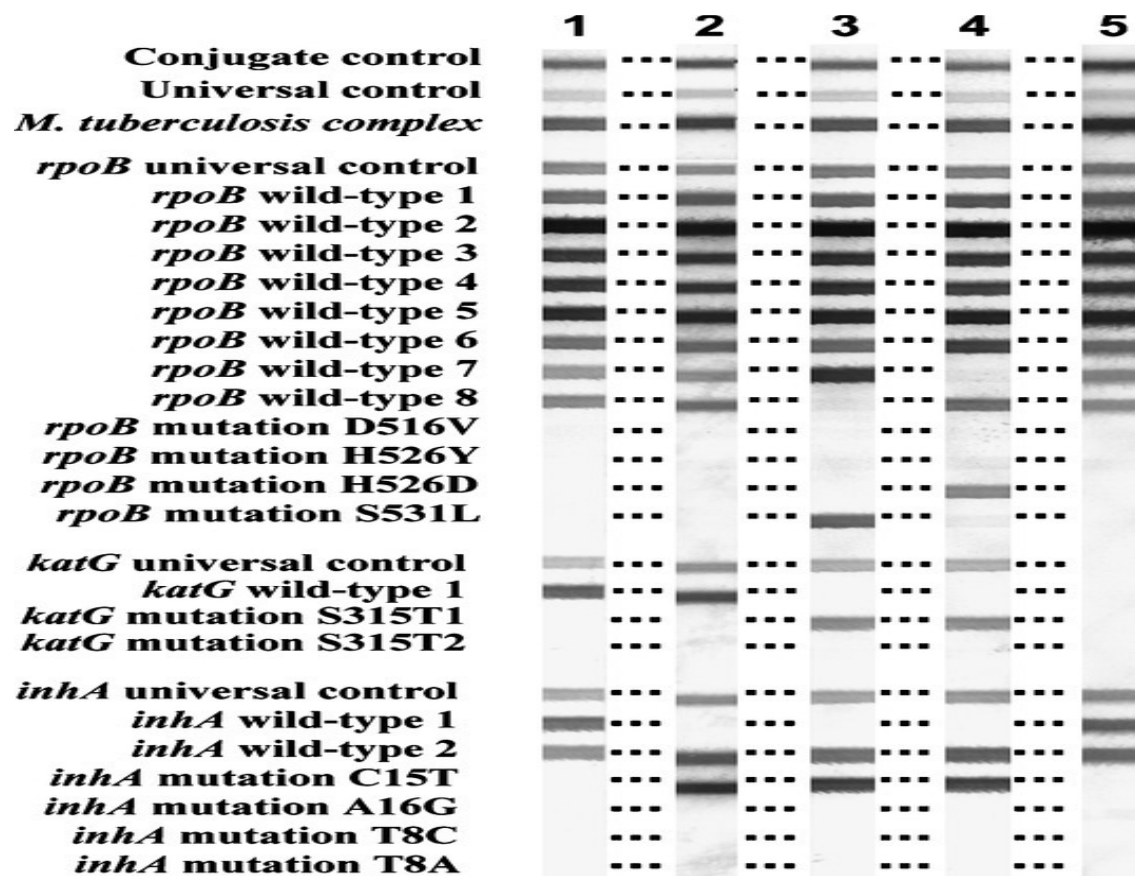 1 2 3 4 5
Conjugate control
Universal control
M. tuberculosis complex
rpoB universal control
rpoB wild-type 1
rpoB wild-type 2
rpoB wild-type 3
rpoB wild-type 4
rpoB wild-type 5
rpoB wild-type 6
rpoB wild-type 7
rpoB wild-type 8
rpoB mutation D516V
rpoB mutation H526Y
rpoB mutation H526D
rpoB mutation S531L
katG universal control
katG wild-type 1
katG mutation S315T1
katG mutation S315T2
inhA universal control
inhA wild-type 1
inhA wild-type 2
inhA mutation C15T
inhA mutation A16G
inhA mutation T8C
inhA mutation T8A